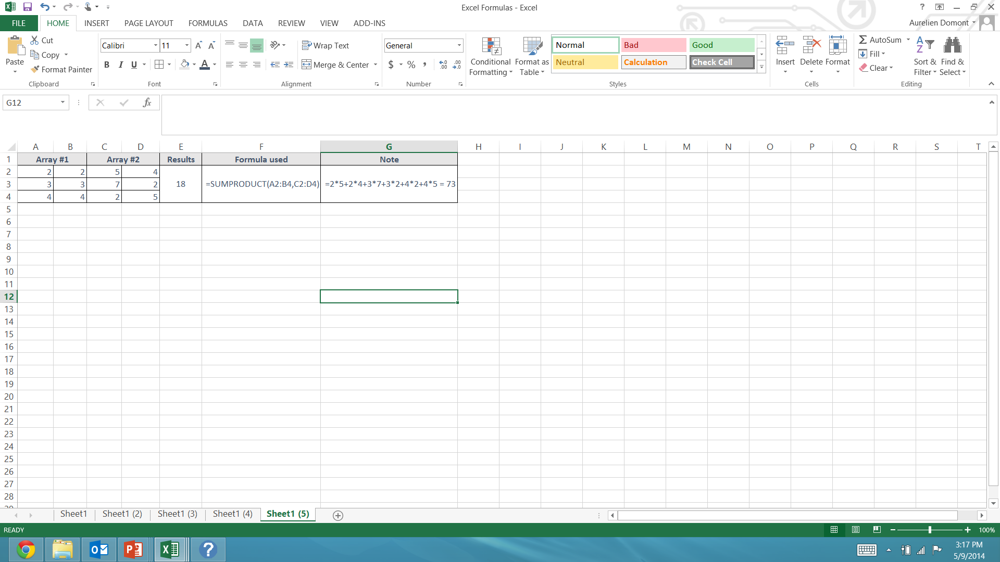 Excel Formulas - Excel
?
FILE HOME INSERT PAGE LAYOUT FORMULAS DATA REVIEW VIEW ADD-INS
Aurelien Domont
Paste
Cut
Copy
Format Painter
Clipboard
Calibri 11
B I U
Font
Wrap Text
Merge & Center
Alignment
General
$ % ,
Number
Conditional Formatting
Format as Table
Normal Bad Good
Neutral Calculation Check Cell
Styles
Insert Delete Format
Cells
AutoSum
Fill
Clear
Sort & Filter
Find & Select
Editing
G12
fx
A B C D E F G H I J K L M N O P Q R S T
1 Array #1 Array #2 Results Formula used Note
2 2 2 5 4
3 3 3 7 2 18 =SUMPRODUCT(A2:B4,C2:D4) =2*5+2*4+3*7+3*2+4*2+4*5 = 73
4 4 4 2 5
5
6
7
8
9
10
11
12
13
14
15
16
17
18
19
20
21
22
23
24
25
26
27
28
Sheet1 Sheet1 (2) Sheet1 (3) Sheet1 (4) Sheet1 (5)
READY
100%
3:17 PM
5/9/2014